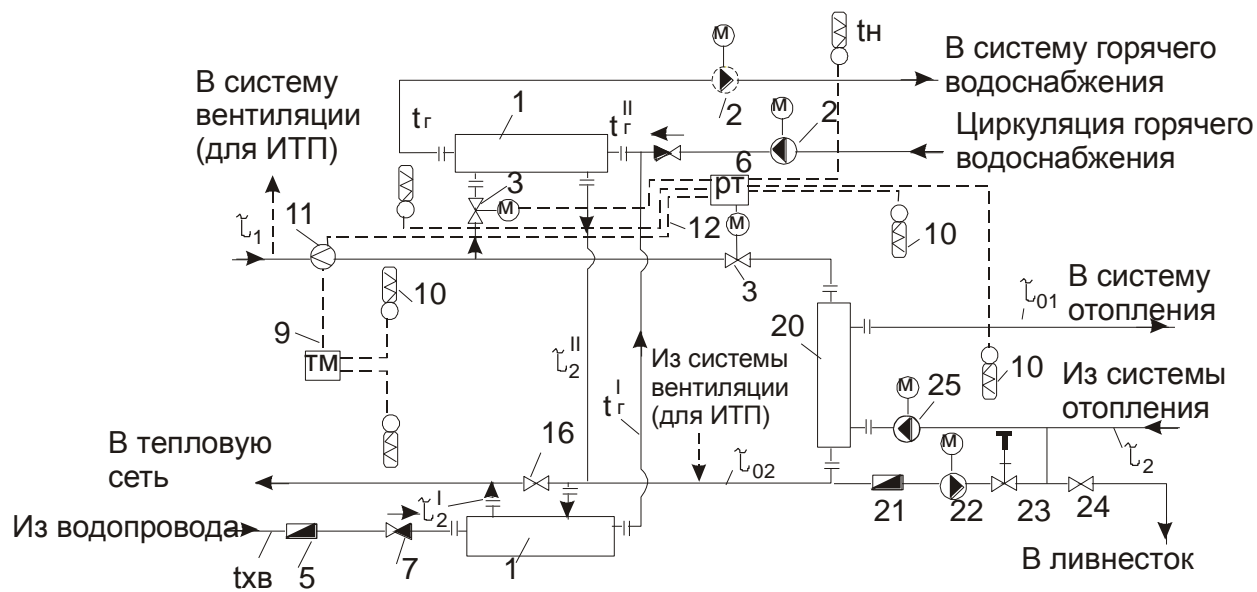 tн
В систему горячего
водоснабжения
В систему
вентиляции
(для ИТП)
M
2
tг
1
tг II
M
2
Циркуляция горячего
водоснабжения
6
РТ
3
M
M
12
10
τ1
11
3
10
9
ТМ
20
τ01
В систему
отопления
τ2 II
Из системы
вентиляции
(для ИТП)
tг I
10
M
25
Из системы
отопления
τ2
В тепловую
сеть
16
τ02
M
τ2 I
21
22
23
24
Из водопровода
tхв
5
7
1
В ливнесток